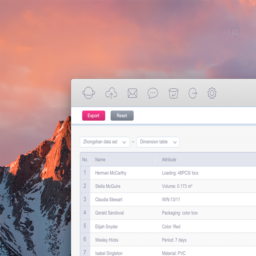 Export Reset
Zhongshan data set + Dimension table
No. Name Attribute
1 Herman McCarthy Loading: 46PCS/ box
2 Stella McGuire Volume: 0.173 m³
3 Claudia Stewart W/N:13/11
4 Gerald Sandoval Packaging: color box
5 Elijah Snyder Color: Red
6 Wesley Hicks Period: 7 days
7 Isabel Singleton Material: PVC